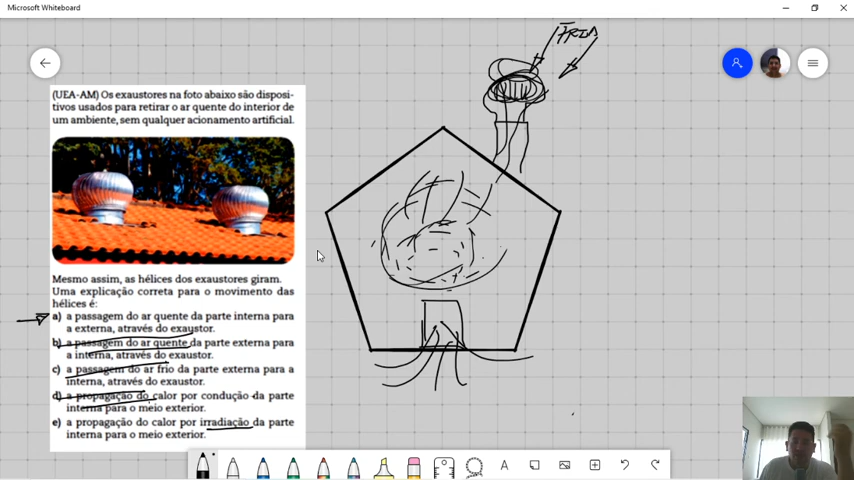 Microsoft Whiteboard
FRIA
(UEA-AM) Os exaustores na foto abaixo são disposi-
tivos usados para retirar o ar quente do interior de
um ambiente, sem qualquer acionamento artificial.
Mesmo assim, as hélices dos exaustores giram.
Uma explicação correta para o movimento das
hélices é:
a) a passagem do ar quente da parte interna para
a externa, através do exaustor.
b) a passagem do ar quente da parte externa para
a interna, através do exaustor.
c) a passagem do ar frio da parte externa para a
interna, através do exaustor.
d) a propagação do calor por condução da parte
interna para o meio exterior.
e) a propagação do calor por irradiação da parte
interna para o meio exterior.
A